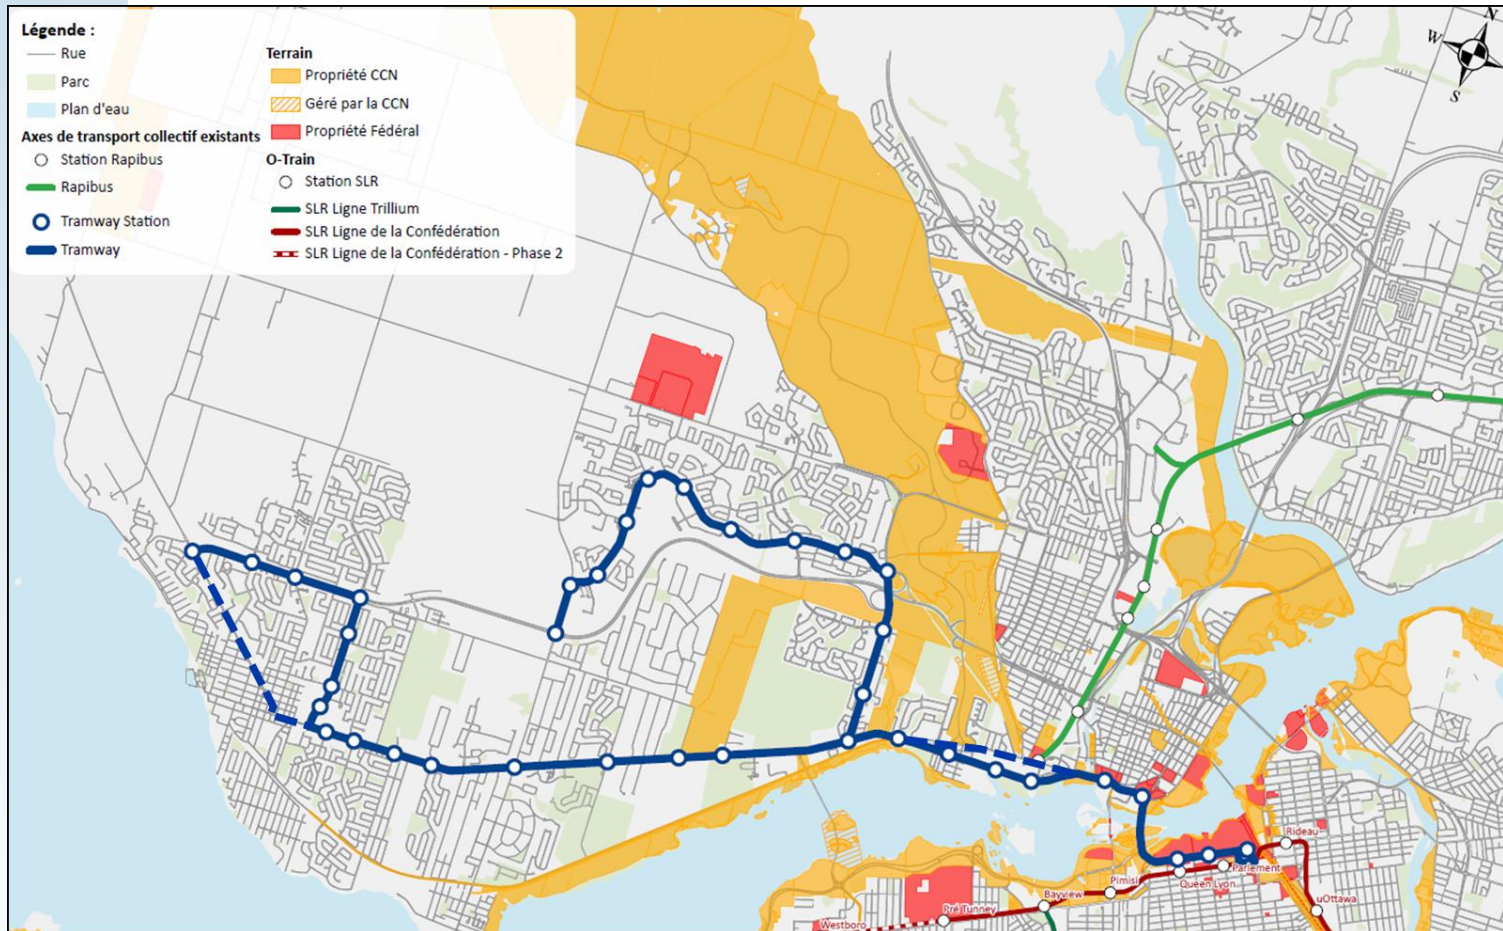 Légende :
Rue
Parc
Plan d'eau
Axes de transport collectif existants
Station Rapibus
Rapibus
Tramway Station
Tramway
Terrain
Propriété CCN
Géré par la CCN
Propriété Fédéral
O-Train
Station SLR
SLR Ligne Trillium
SLR Ligne de la Confédération
SLR Ligne de la Confédération - Phase 2
N
W
S
Rideau
Parlement
Queen Lyon
Pimisi
uOttawa
Bayview
Pré Tunney
Westboro